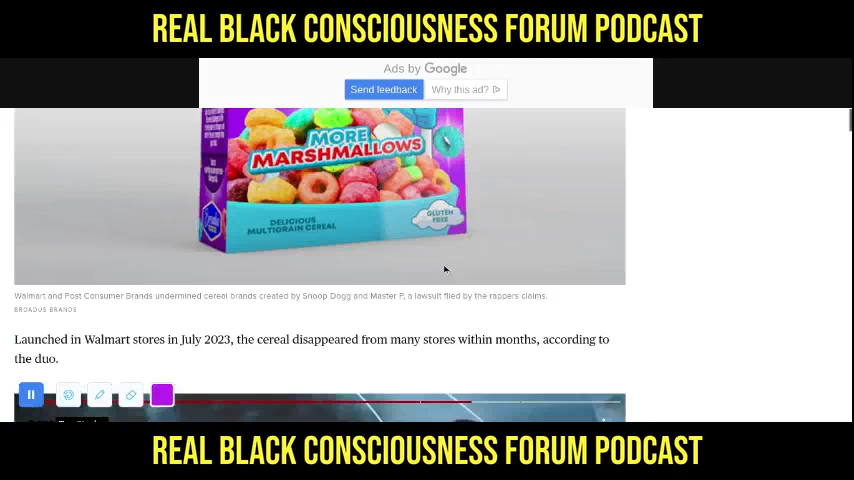 REAL BLACK CONSCIOUSNESS FORUM PODCAST
Ads by Google
Send feedback
Why this ad?
MORE
MARSHMALLOWS
DELICIOUS
MULTIGRAIN CEREAL
GLUTEN
FREE
Walmart and Post Consumer Brands undermined cereal brands created by Snoop Dogg and Master P, a lawsuit filed by the rappers claims.
BROADUS BRANDS
Launched in Walmart stores in July 2023, the cereal disappeared from many stores within months, according to
the duo.
REAL BLACK CONSCIOUSNESS FORUM PODCAST